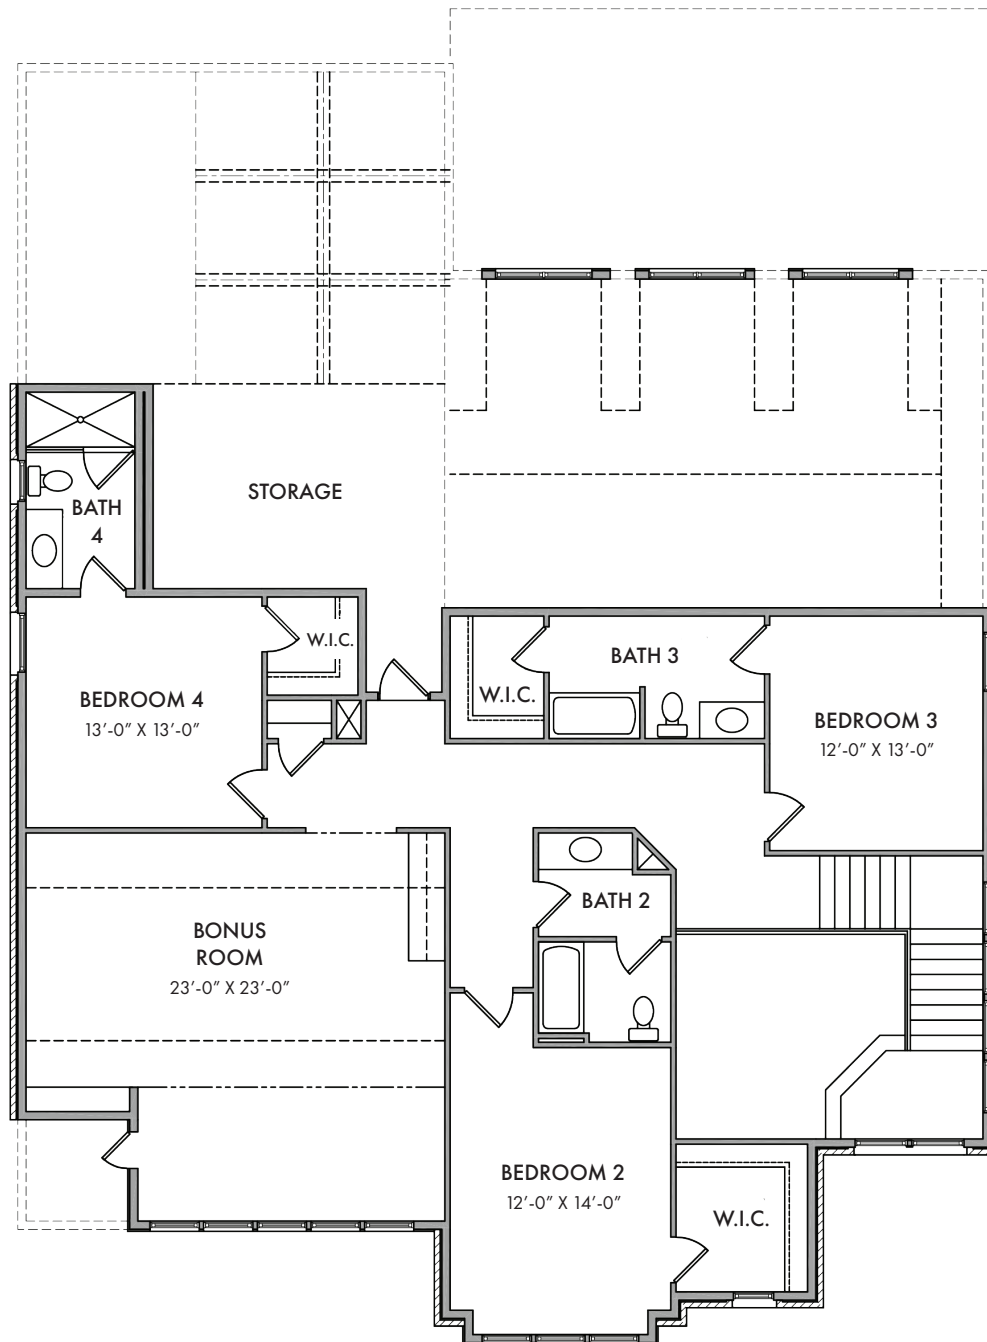 STORAGE
BATH
4
W.I.C.
BATH 3
BEDROOM 4
13'-0" X 13'-0"
W.I.C.
BEDROOM 3
12'-0" X 13'-0"
BATH 2
BONUS
ROOM
23'-0" X 23'-0"
BEDROOM 2
12'-0" X 14'-0"
W.I.C.